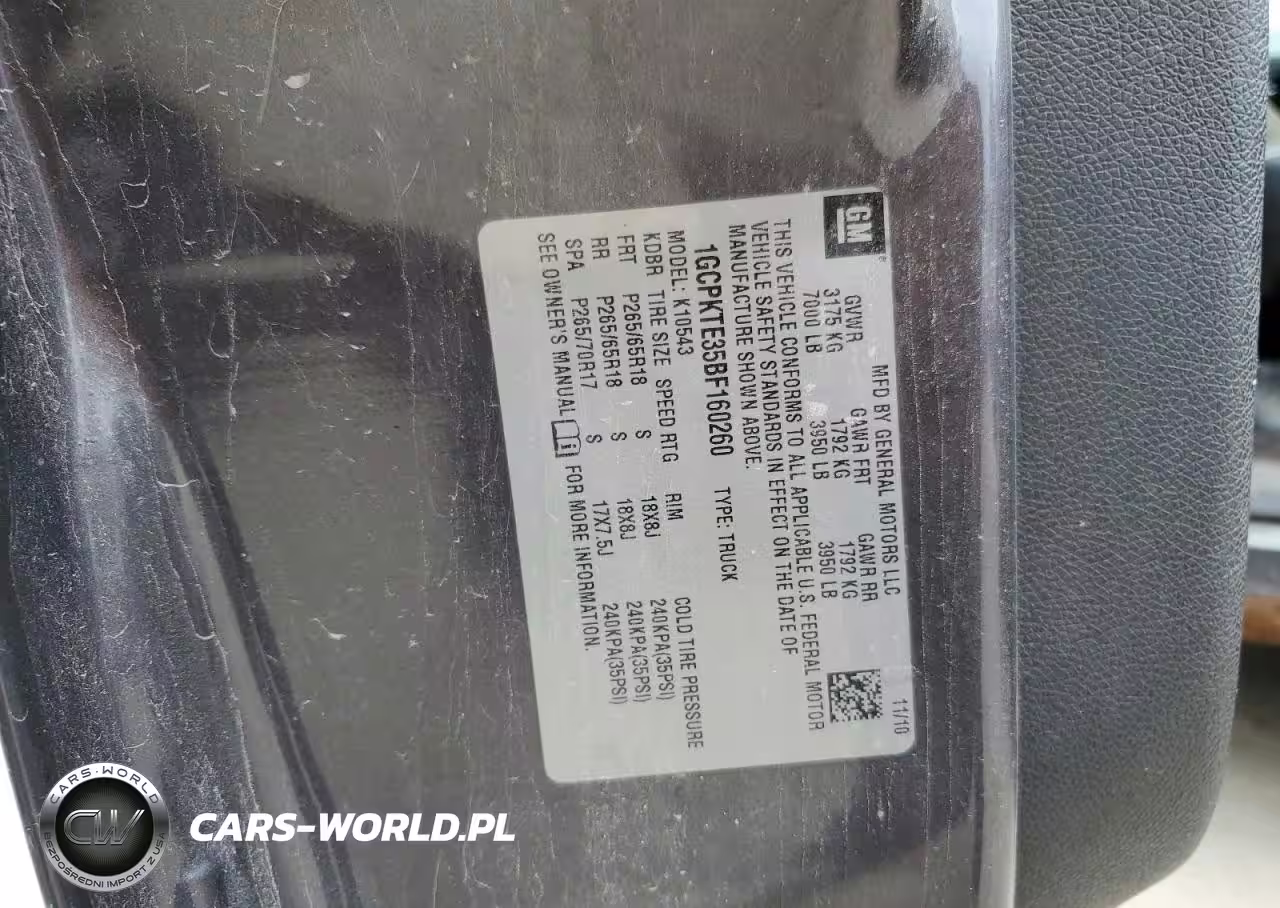 GM
MFD BY GENERAL MOTORS LLC 11/10
GVWR GAWR FRT GAWR RR
3175 KG 1792 KG 1792 KG
7000 LB 3950 LB 3950 LB
THIS VEHICLE CONFORMS TO ALL APPLICABLE U.S. FEDERAL MOTOR
VEHICLE SAFETY STANDARDS IN EFFECT ON THE DATE OF
MANUFACTURE SHOWN ABOVE.
1GCPKTE35BF160260 TYPE: TRUCK
MODEL: K10543
KDBR TIRE SIZE SPEED RTG RIM COLD TIRE PRESSURE
FRT P265/65R18 S 18X8J 240KPA(35PSI)
RR P265/65R18 S 18X8J 240KPA(35PSI)
SPA P265/70R17 S 17X7.5J 240KPA(35PSI)
SEE OWNER'S MANUAL i FOR MORE INFORMATION.
CARS-WORLD
CW
BEZPOŚREDNI IMPORT Z USA
CARS-WORLD.PL